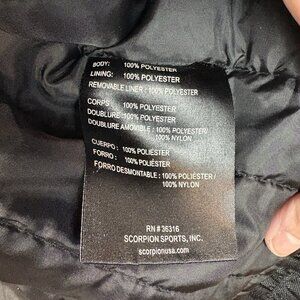 BODY: 100% POLYESTER
LINING: 100% POLYESTER
REMOVABLE LINER : 100% POLYESTER
CORPS : 100% POLYESTER
DOUBLURE : 100% POLYESTER
DOUBLURE AMOVIBLE : 100% POLYESTER/
100% NYLON
CUERPO : 100% POLIÉSTER
FORRO : 100% POLIÉSTER
FORRO DESMONTABLE : 100% POLIÉSTER/
100% NYLON
RN # 36316
SCORPION SPORTS, INC.
scorpionusa.com